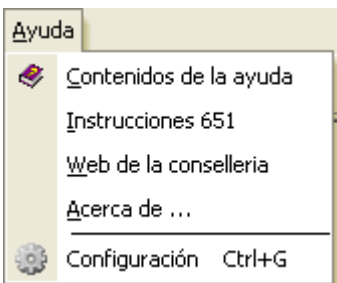 Ayuda
Contenidos de la ayuda
Instrucciones 651
Web de la conselleria
Acerca de ...
Configuración Ctrl+G